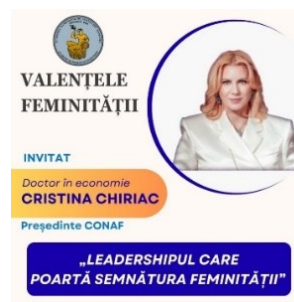 VALENȚELE
FEMINITĂȚII
INVITAT
Doctor în economie
CRISTINA CHIRIAC
Președinte CONAF
„LEADERSHIPUL CARE
POARTĂ SEMNĂTURA FEMINITĂȚII”